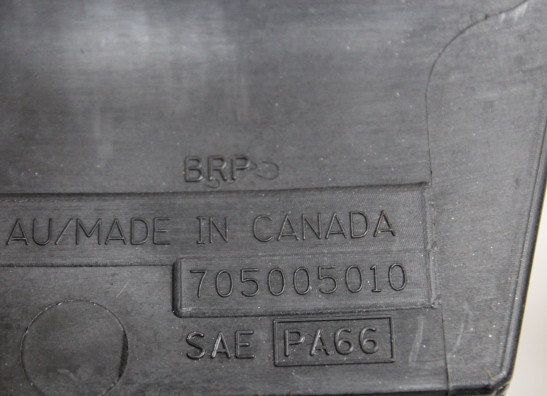 BRP
AU/MADE IN CANADA
705005010
SAE PA66